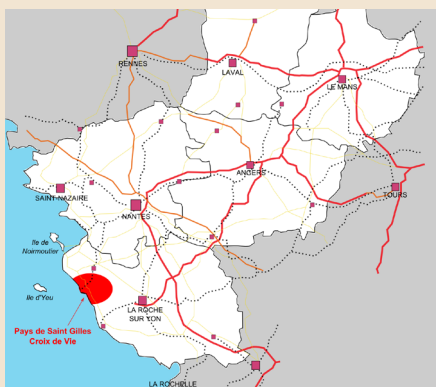 RENNES
LAVAL
LE MANS
ANGERS
SAINT-NAZAIRE
NANTES
TOURS
Ile de
Noirmoutier
Ile d'Yeu
LA ROCHE
SUR YON
Pays de Saint Gilles
Croix de Vie
LA ROCHELLE